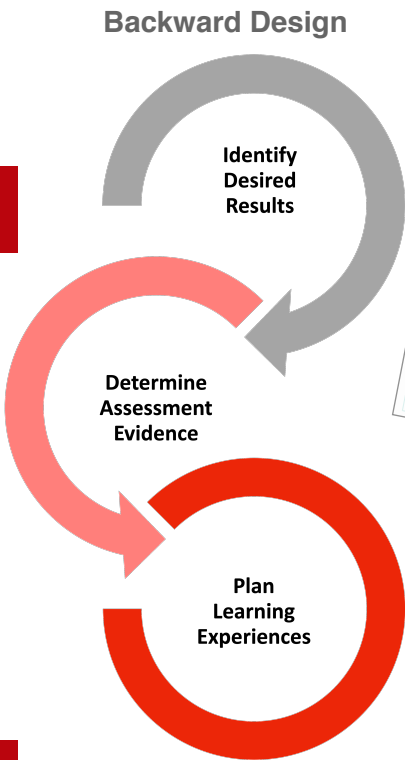 Backward Design
Identify
Desired
Results
Determine
Assessment
Evidence
Plan
Learning
Experiences